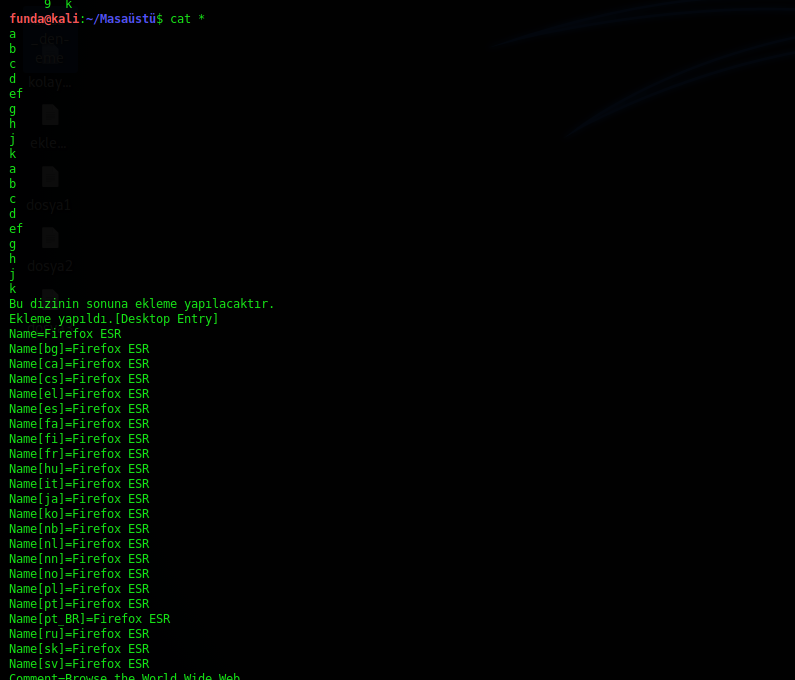 9 k
funda@kali:~/Masaüstü$ cat *
a
b
c
d
ef
g
h
j
k
a
b
c
d
ef
g
h
j
k
Bu dizinin sonuna ekleme yapılacaktır.
Ekleme yapıldı.[Desktop Entry]
Name=Firefox ESR
Name[bg]=Firefox ESR
Name[ca]=Firefox ESR
Name[cs]=Firefox ESR
Name[el]=Firefox ESR
Name[es]=Firefox ESR
Name[fa]=Firefox ESR
Name[fi]=Firefox ESR
Name[fr]=Firefox ESR
Name[hu]=Firefox ESR
Name[it]=Firefox ESR
Name[ja]=Firefox ESR
Name[ko]=Firefox ESR
Name[nb]=Firefox ESR
Name[nl]=Firefox ESR
Name[nn]=Firefox ESR
Name[no]=Firefox ESR
Name[pl]=Firefox ESR
Name[pt]=Firefox ESR
Name[pt_BR]=Firefox ESR
Name[ru]=Firefox ESR
Name[sk]=Firefox ESR
Name[sv]=Firefox ESR
Comment=Browse the World Wide Web
_den-
eme
kolay...
ekle...
dosya1
dosya2